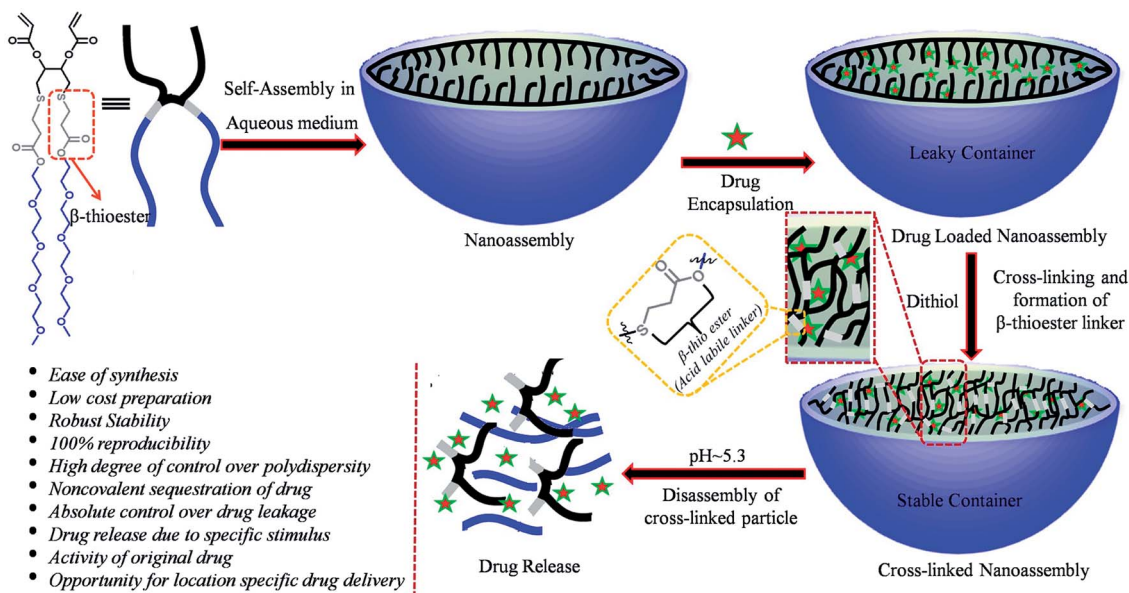 O
O
O
O
S
S
O
O
O
O
β-thioester
O
O
O
O
O
O
O
O
Self-Assembly in
Aqueous medium
Nanoassembly
Drug
Encapsulation
Leaky Container
Drug Loaded Nanoassembly
Dithiol
Cross-linking and
formation of
β-thioester linker
O
O
S
β-thio ester
(Acid labile linker)
Stable Container
Cross-linked Nanoassembly
pH~5.3
Disassembly of
cross-linked particle
Drug Release
• Ease of synthesis
• Low cost preparation
• Robust Stability
• 100% reproducibility
• High degree of control over polydispersity
• Noncovalent sequestration of drug
• Absolute control over drug leakage
• Drug release due to specific stimulus
• Activity of original drug
• Opportunity for location specific drug delivery